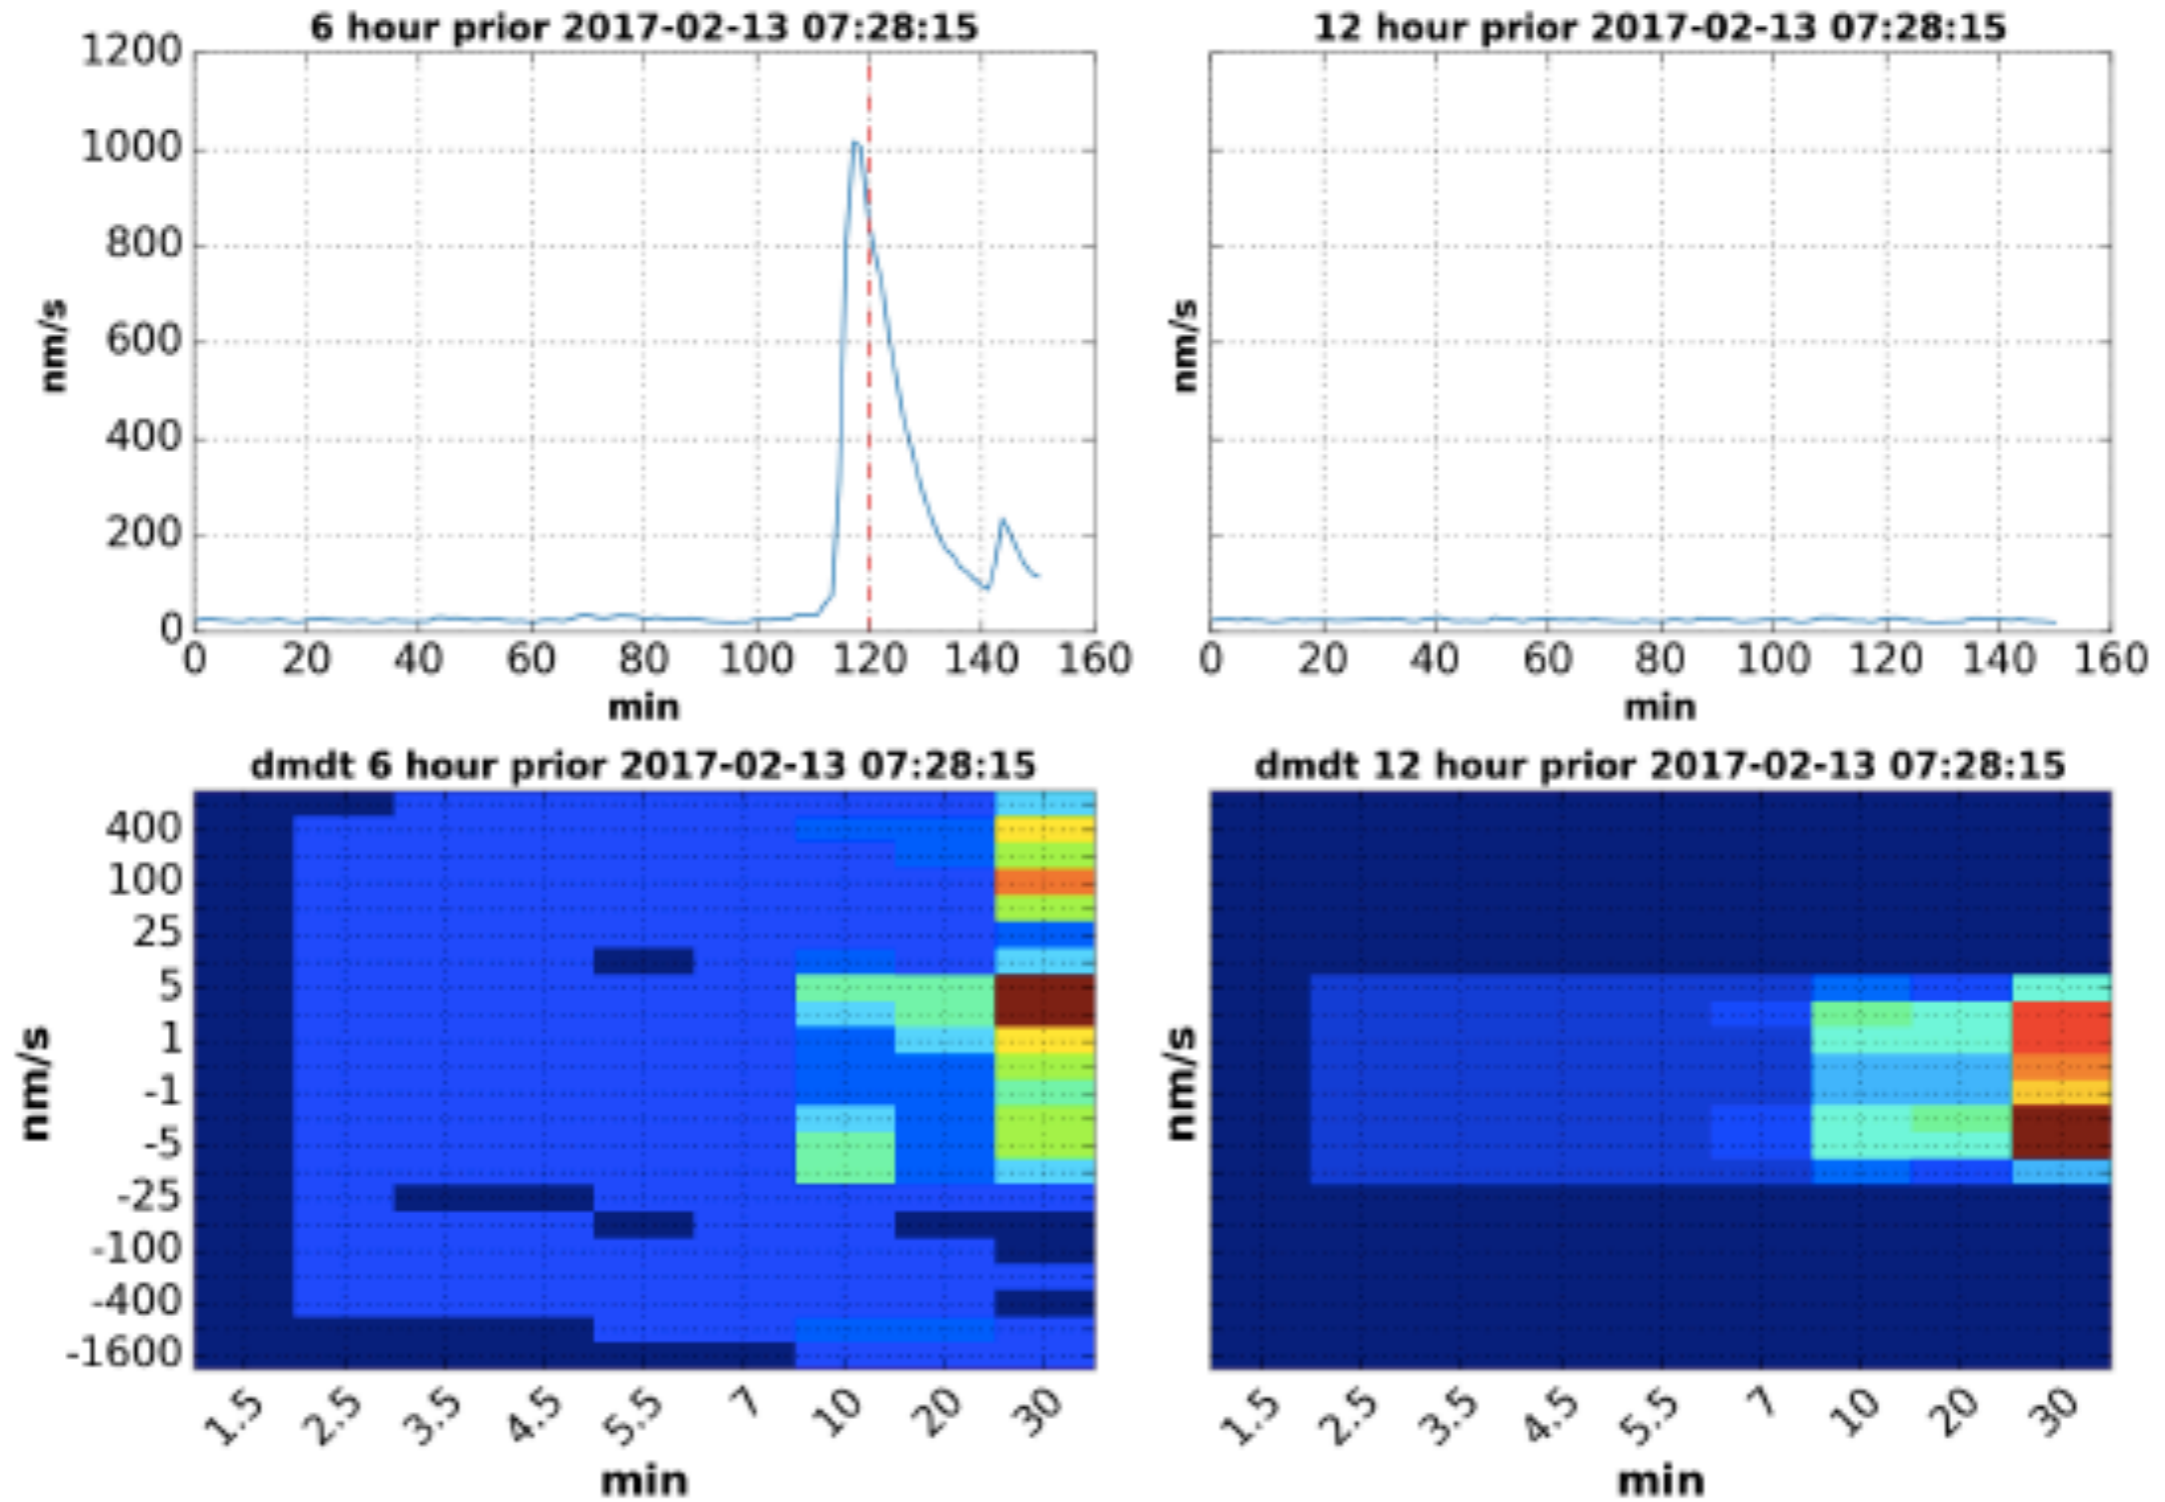 6 hour prior 2017-02-13 07:28:15
1200
1000
800
600
400
200
0
nm/s
0 20 40 60 80 100 120 140 160
min
12 hour prior 2017-02-13 07:28:15
nm/s
0 20 40 60 80 100 120 140 160
min
dmdt 6 hour prior 2017-02-13 07:28:15
400
100
25
5
1
-1
-5
-25
-100
-400
-1600
nm/s
1.5 2.5 3.5 4.5 5.5 7 10 20 30
min
dmdt 12 hour prior 2017-02-13 07:28:15
nm/s
1.5 2.5 3.5 4.5 5.5 7 10 20 30
min